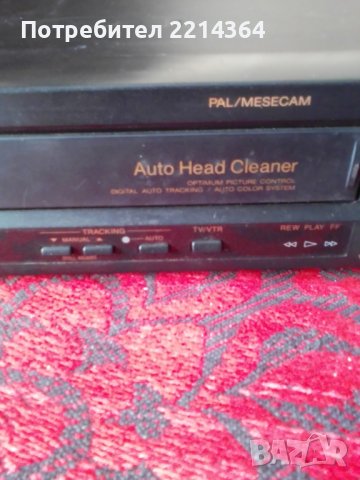 Потребител 2214364
PAL/MESECAM
Auto Head Cleaner
OPTIMUM PICTURE CONTROL
DIGITAL AUTO TRACKING / AUTO COLOR SYSTEM
TRACKING
MANUAL AUTO TV/VTR REW PLAY FF
BAZAR